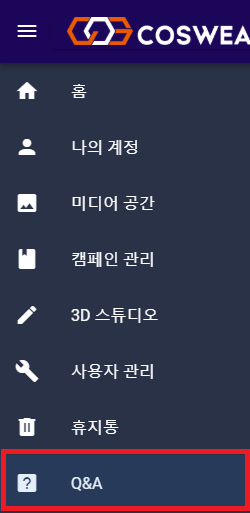 COSWEA
홈
나의 계정
미디어 공간
캠페인 관리
3D 스튜디오
사용자 관리
휴지통
Q&A